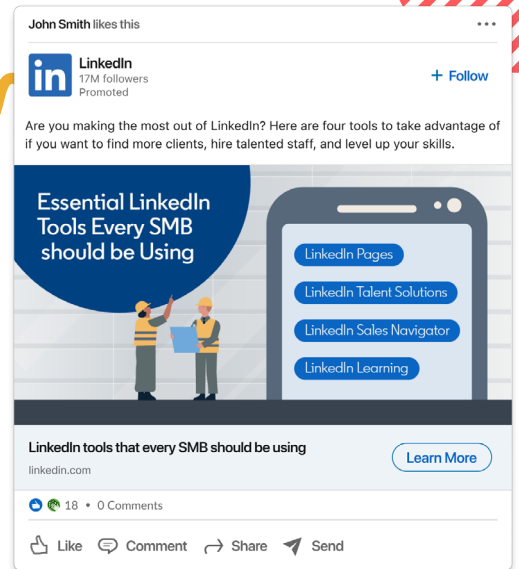 John Smith likes this
in
LinkedIn
17M followers
Promoted
+ Follow
Are you making the most out of LinkedIn? Here are four tools to take advantage of
if you want to find more clients, hire talented staff, and level up your skills.
Essential LinkedIn
Tools Every SMB
should be Using
LinkedIn Pages
LinkedIn Talent Solutions
LinkedIn Sales Navigator
LinkedIn Learning
LinkedIn tools that every SMB should be using
linkedin.com
Learn More
18 • 0 Comments
Like Comment Share Send